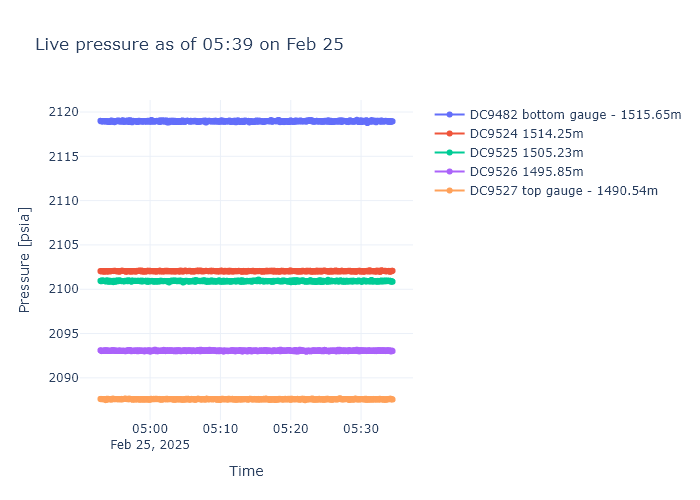 Live pressure as of 05:39 on Feb 25
DC9482 bottom gauge - 1515.65m
DC9524 1514.25m
DC9525 1505.23m
DC9526 1495.85m
DC9527 top gauge - 1490.54m
Pressure [psia]
2120
2115
2110
2105
2100
2095
2090
05:00
05:10
05:20
05:30
Feb 25, 2025
Time